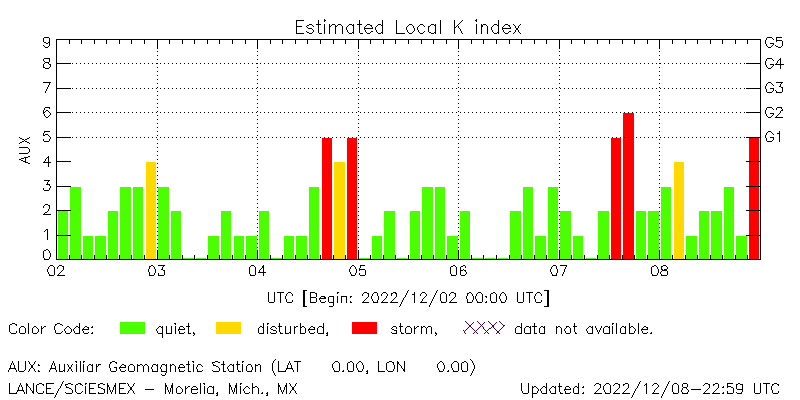 Estimated Local K index
9
8
7
6
5
4
3
2
1
0
AUX
G5
G4
G3
G2
G1
02 03 04 05 06 07 08
UTC [Begin: 2022/12/02 00:00 UTC]
Color Code: quiet, disturbed, storm, data not available.
AUX: Auxiliar Geomagnetic Station (LAT 0.00, LON 0.00)
LANCE/SCiESMEX – Morelia, Mich., MX Updated: 2022/12/08–22:59 UTC